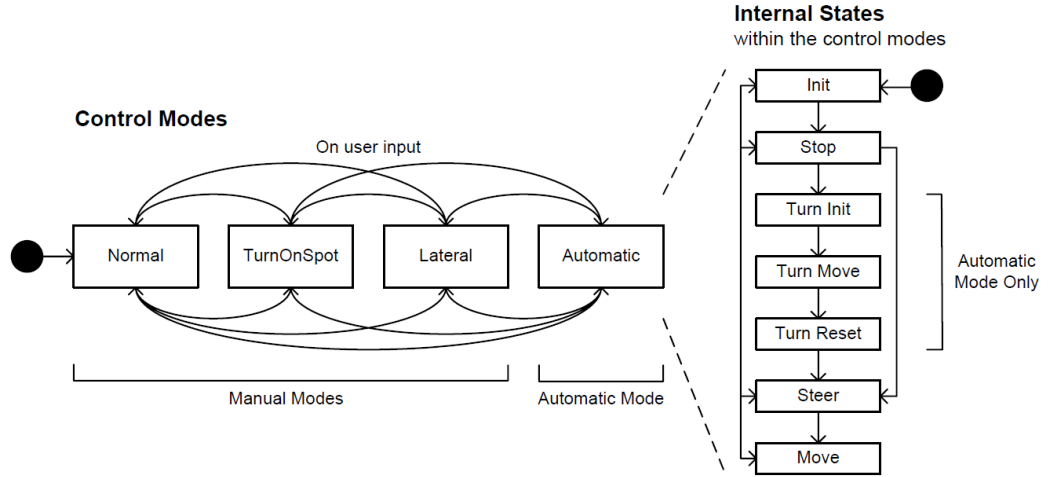 Internal States
within the control modes
Init
Control Modes
On user input
Stop
Turn Init
Normal
TurnOnSpot
Lateral
Automatic
Turn Move
Automatic
Mode Only
Turn Reset
Manual Modes
Automatic Mode
Steer
Move